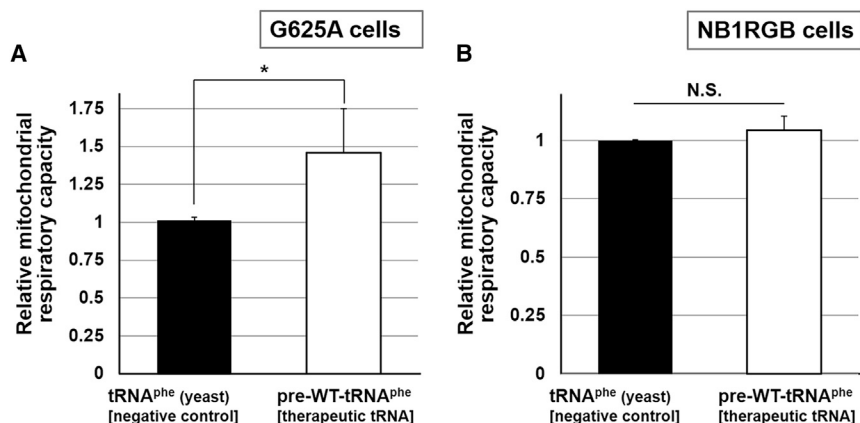 G625A cells
NB1RGB cells
A
B
*
N.S.
Relative mitochondrial
respiratory capacity
1.75
1.5
1.25
1
0.75
0.5
0.25
0
tRNAphe (yeast)
[negative control]
pre-WT-tRNAphe
[therapeutic tRNA]
Relative mitochondrial
respiratory capacity
1
0.75
0.5
0.25
0
tRNAphe (yeast)
[negative control]
pre-WT-tRNAphe
[therapeutic tRNA]